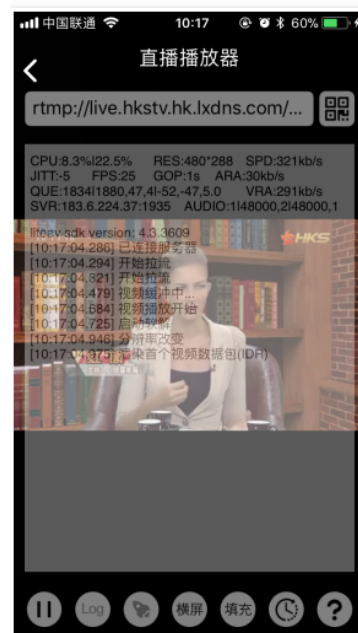 中国联通 10:17 60%
直播播放器
rtmp://live.hkstv.hk.lxdns.com/...
CPU:8.3%|22.5% RES:480*288 SPD:321kb/s
JITT:-5 FPS:25 GOP:1s ARA:30kb/s
QUE:1834|1880,47,4|-52,-47,5.0 VRA:291kb/s
SVR:183.6.224.37:1935 AUDIO:1|48000,2|48000,1
liteav sdk version: 4.3.3609
HKS
[10:17:04.286] 已连接服务器
[10:17:04.294] 开始拉流
[10:17:04.321] 开始拉流
[10:17:04.479] 视频缓冲中...
[10:17:04.684] 视频播放开始
[10:17:04.725] 启动软解
[10:17:04.946] 分辨率改变
[10:17:04.975] 渲染首个视频数据包(IDR)
Log 横屏 填充 ?